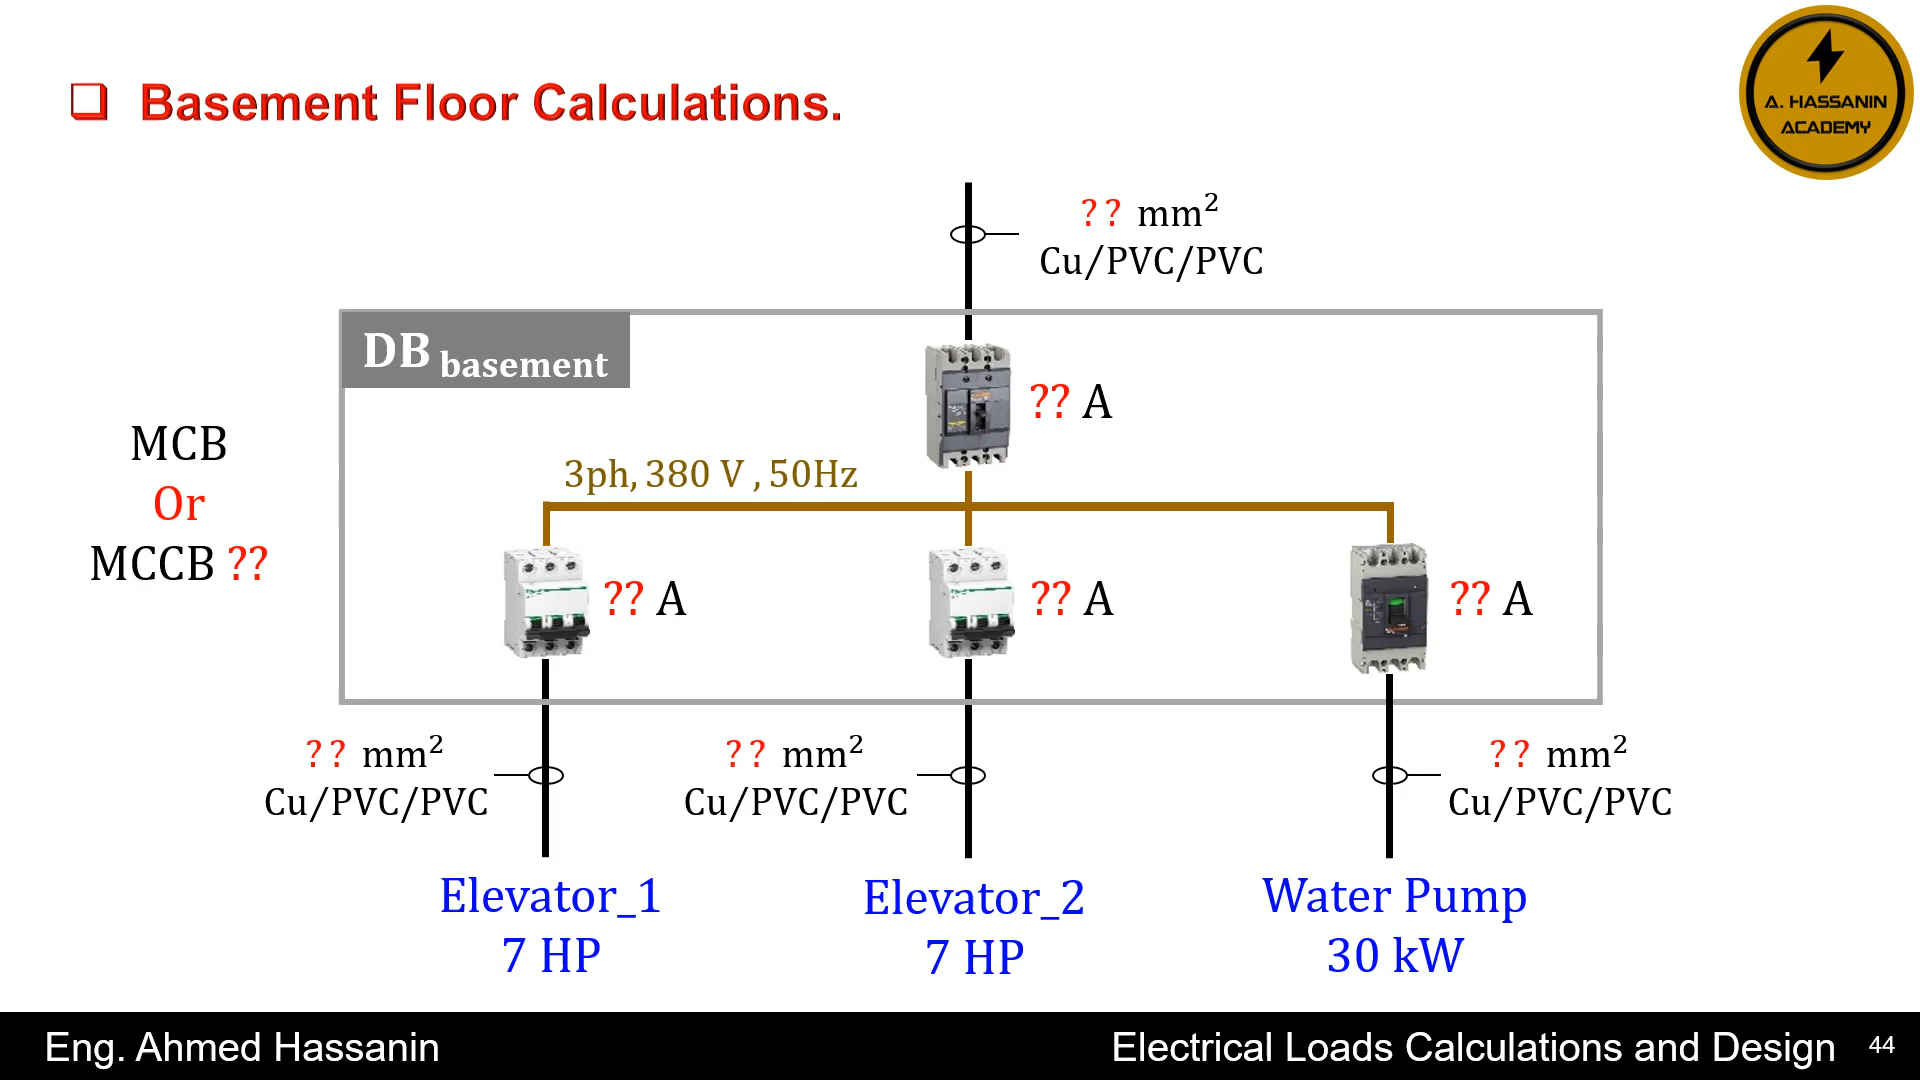 ❑ Basement Floor Calculations.
A. HASSANIN
ACADEMY
?? mm²
Cu/PVC/PVC
DB basement
?? A
MCB
Or
MCCB ??
3ph, 380 V , 50Hz
?? A
?? A
?? A
?? mm²
Cu/PVC/PVC
?? mm²
Cu/PVC/PVC
?? mm²
Cu/PVC/PVC
Elevator_1
7 HP
Elevator_2
7 HP
Water Pump
30 kW
Eng. Ahmed Hassanin
Electrical Loads Calculations and Design 44